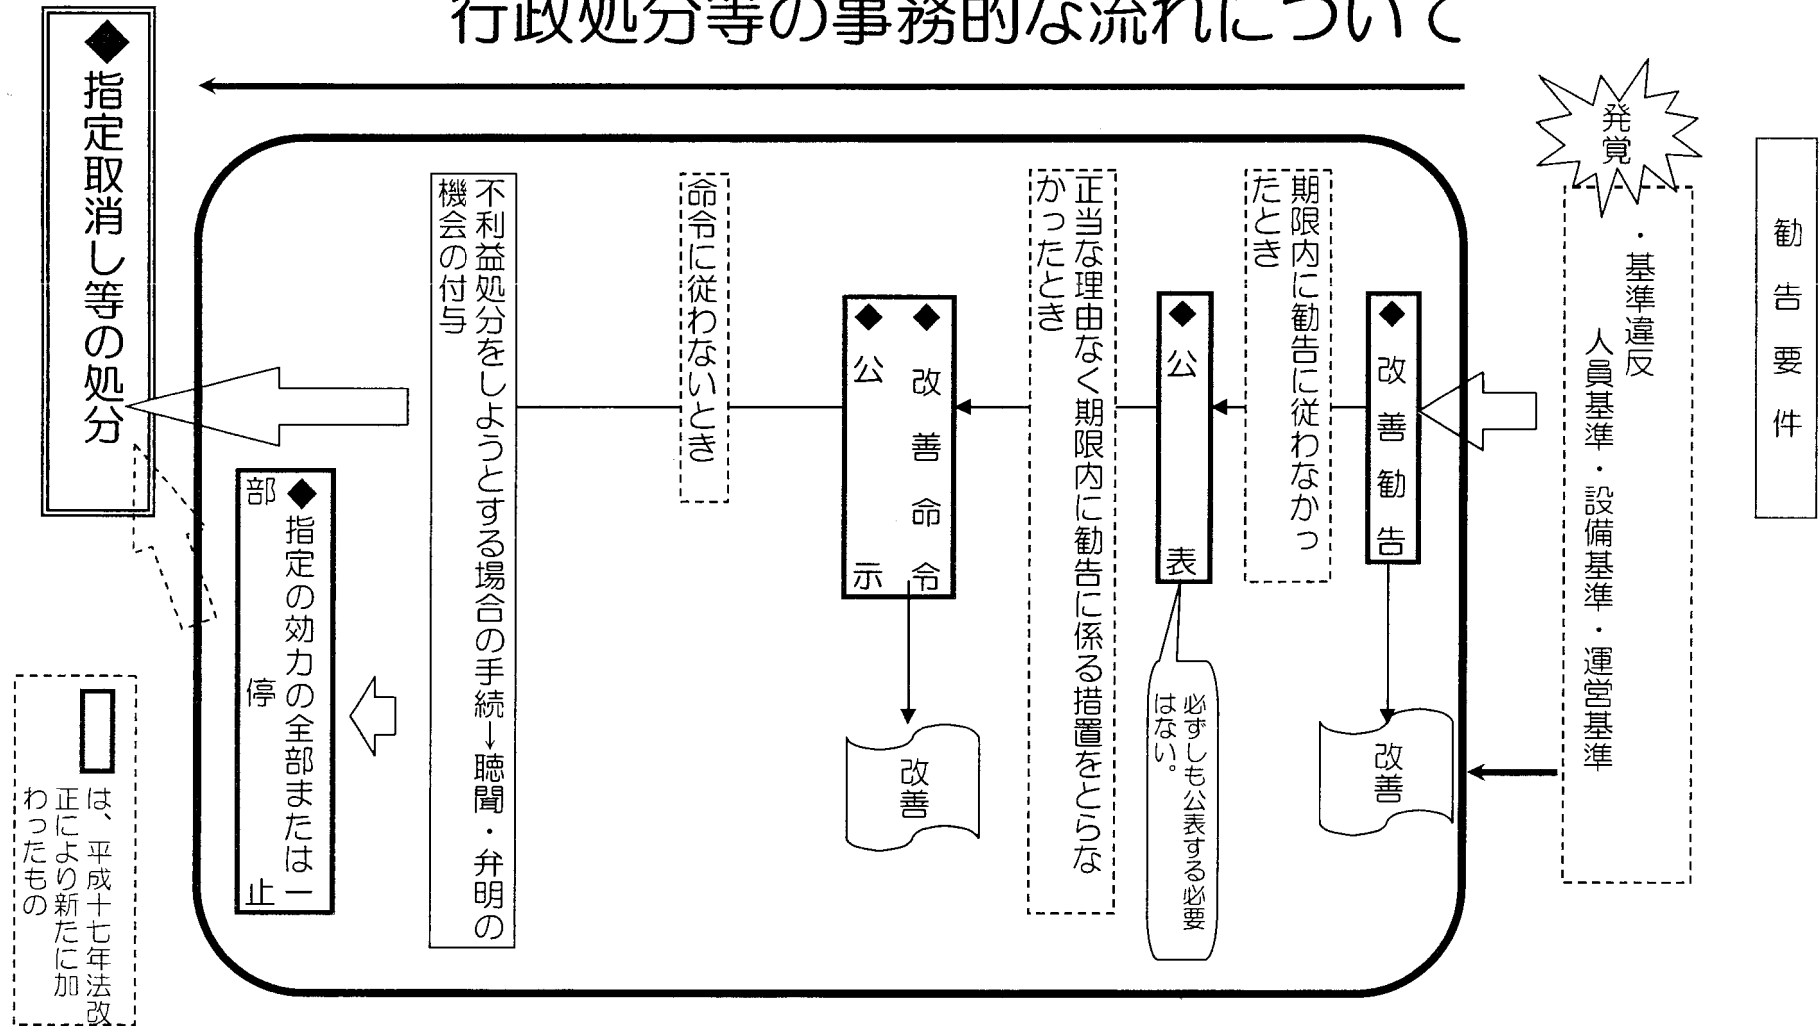 行政処分等の事務的な流れについて
勧告要件
発覚
・基準違反
人員基準・設備基準・運営基準
◆改善勧告
改善
期限内に勧告に従わなかっ
たとき
◆公表
必ずしも公表する必要
はない。
正当な理由なく期限内に勧告に係る措置をとらな
かったとき
◆改善命令
◆公示
改善
命令に従わないとき
不利益処分をしようとする場合の手続→聴聞・弁明の
機会の付与
◆指定の効力の全部または一
部停止
◆指定取消し等の処分
は、平成十七年法改
正により新たに加
わったもの